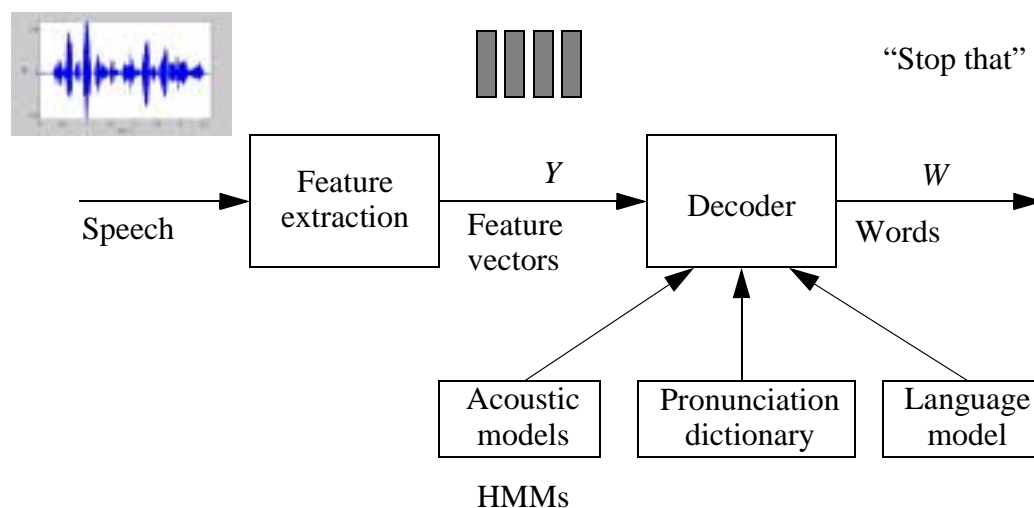 “Stop that”
Feature
extraction
Y
Decoder
W
Speech
Feature
vectors
Words
Acoustic
models
Pronunciation
dictionary
Language
model
HMMs